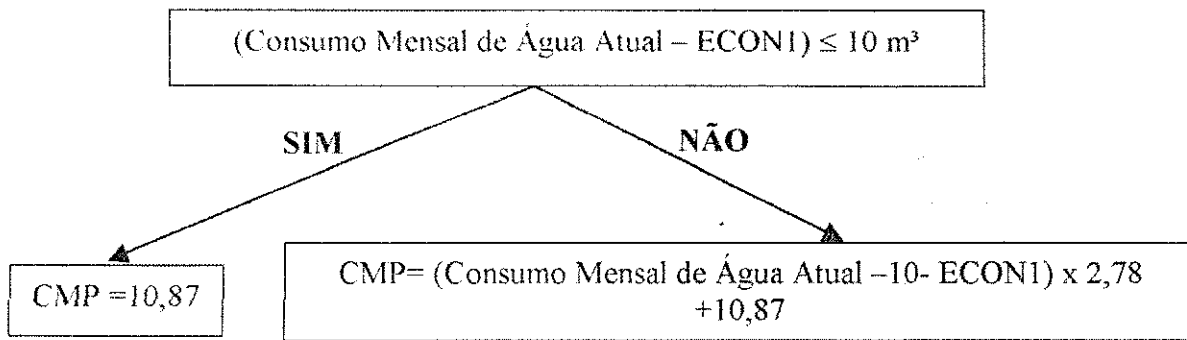 (Consumo Mensal de Água Atual – ECON1) ≤ 10 m³
SIM
NÃO
CMP =10,87
CMP= (Consumo Mensal de Água Atual –10- ECON1) x 2,78
+10,87